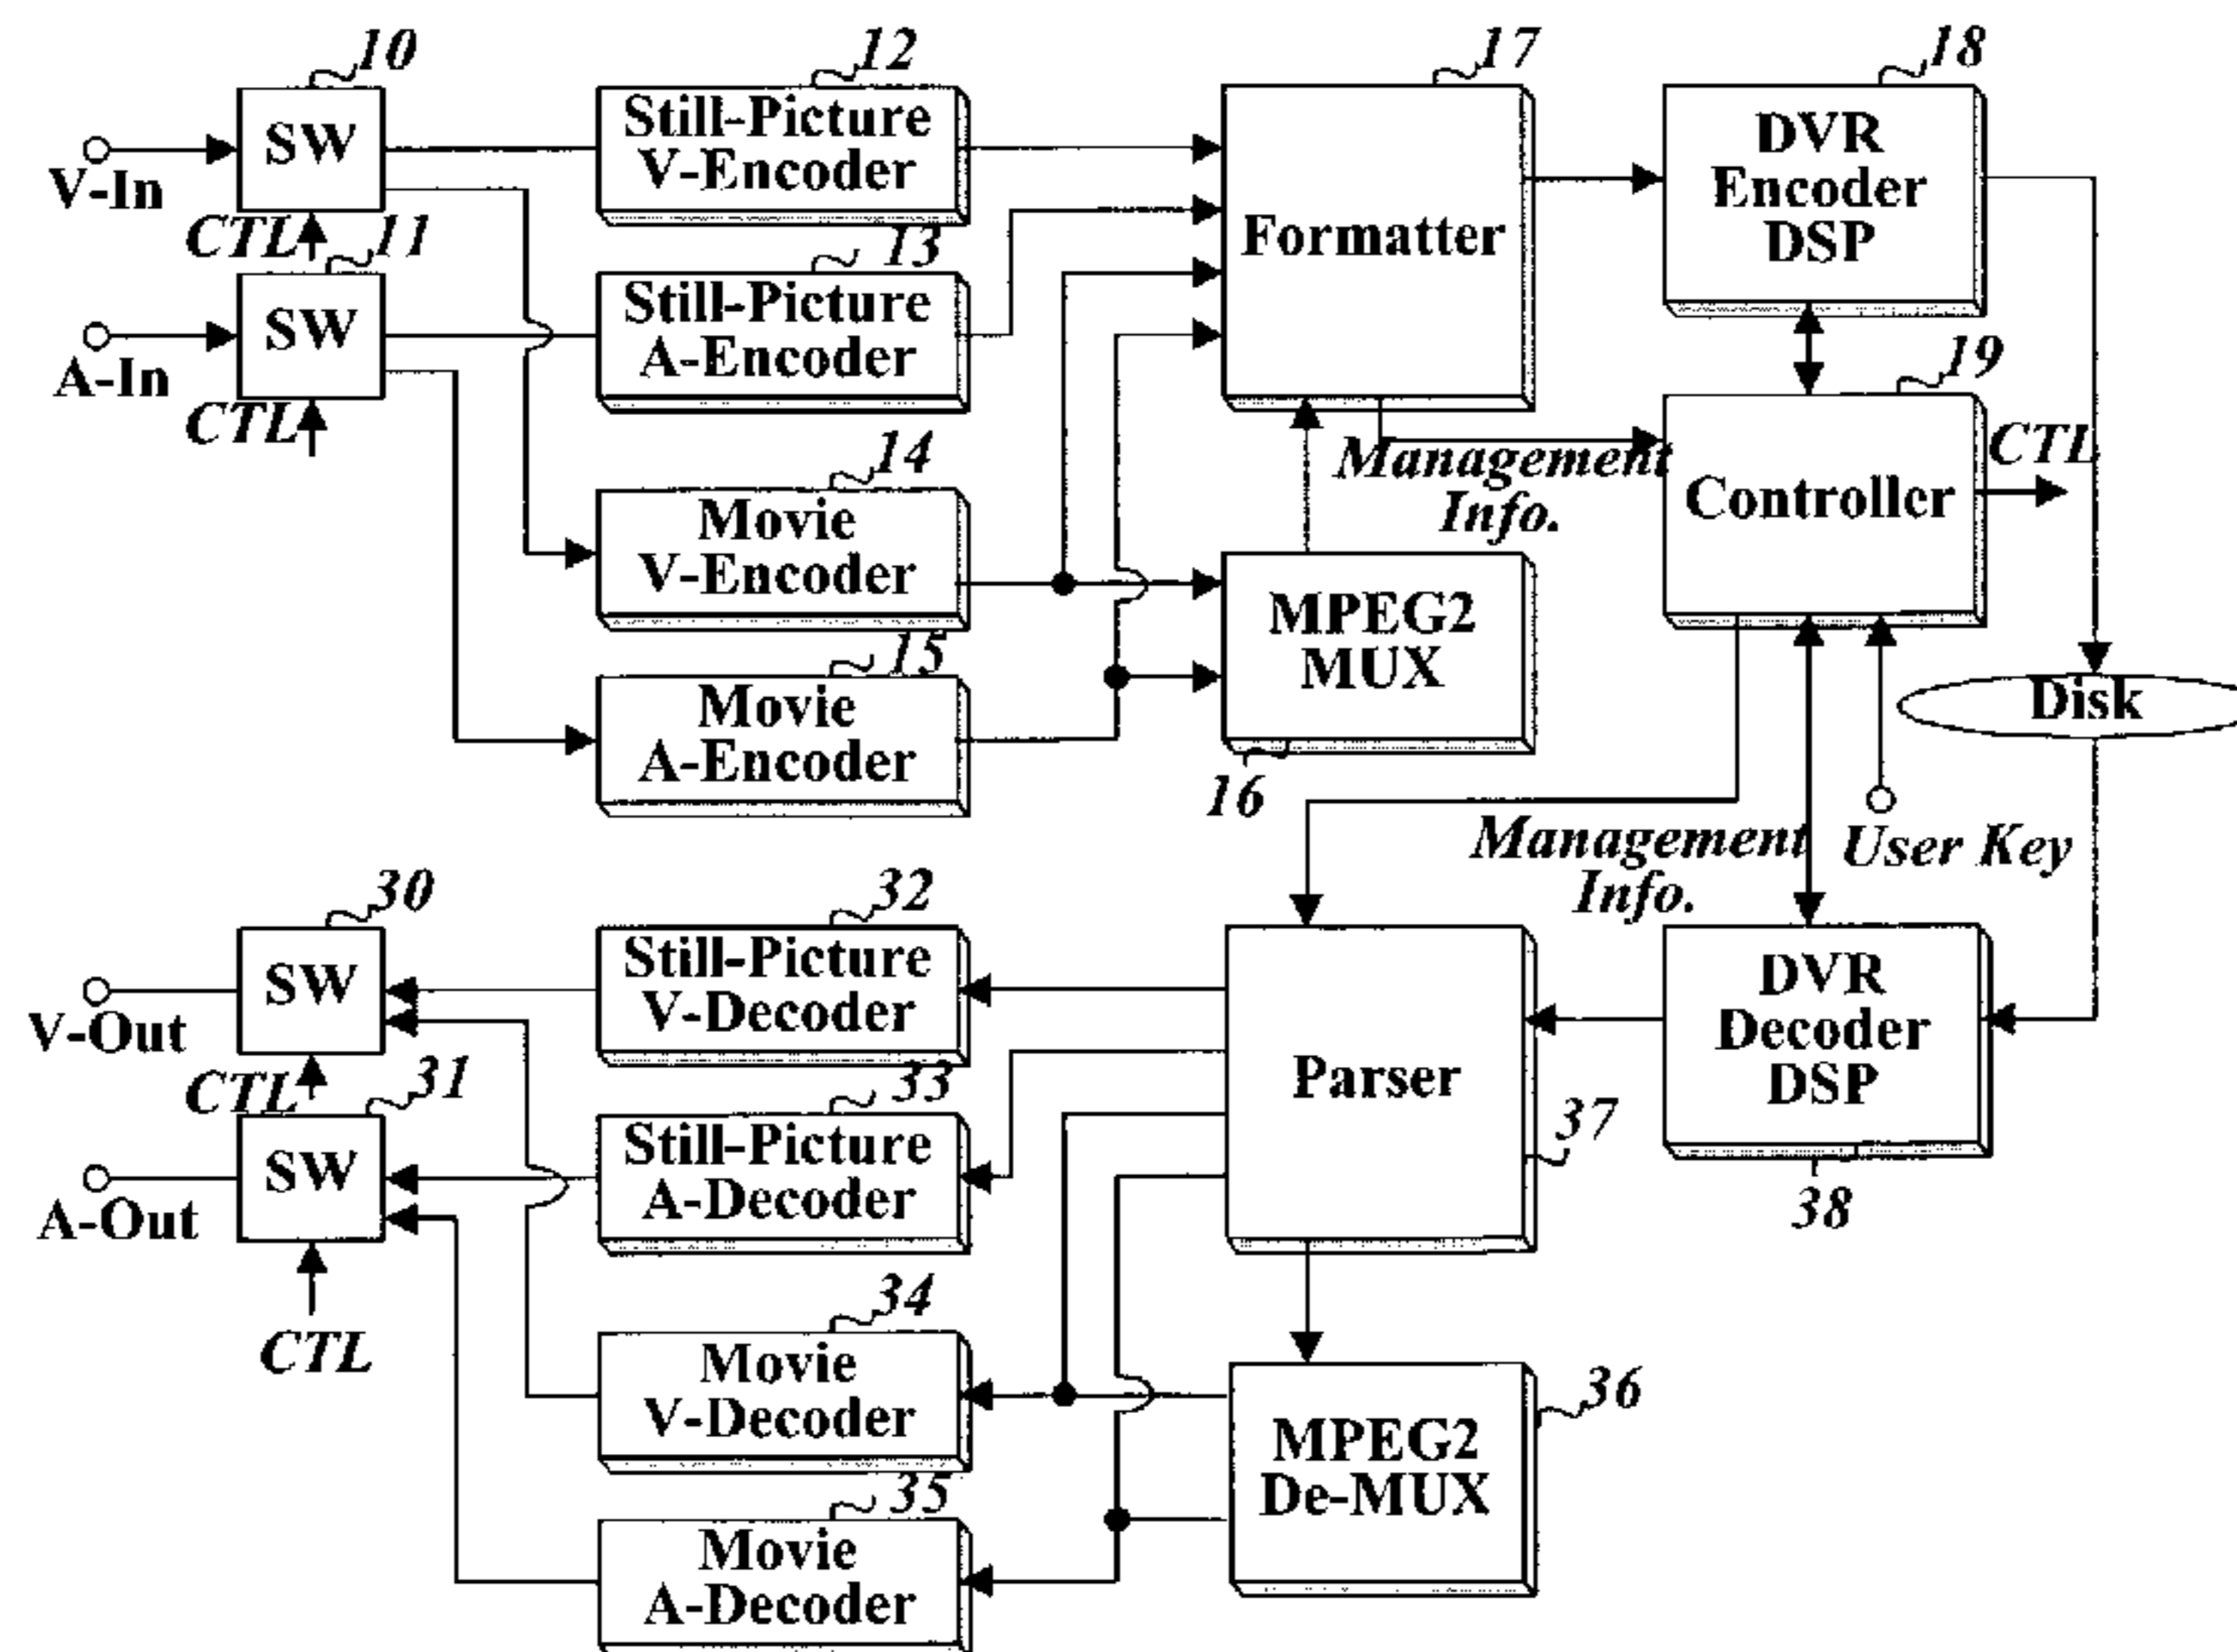 10
12
17
18
SW
Still-Picture
V-Encoder
Formatter
DVR
Encoder
DSP
V-In
CTL
11
13
SW
Still-Picture
A-Encoder
A-In
CTL
19
Management
Info.
Controller
CTL
14
Movie
V-Encoder
MPEG2
MUX
15
Movie
A-Encoder
16
Disk
Management
Info.
User Key
30
32
SW
Still-Picture
V-Decoder
Parser
DVR
Decoder
DSP
V-Out
CTL
31
33
SW
Still-Picture
A-Decoder
A-Out
37
38
CTL
34
Movie
V-Decoder
MPEG2
De-MUX
36
35
Movie
A-Decoder